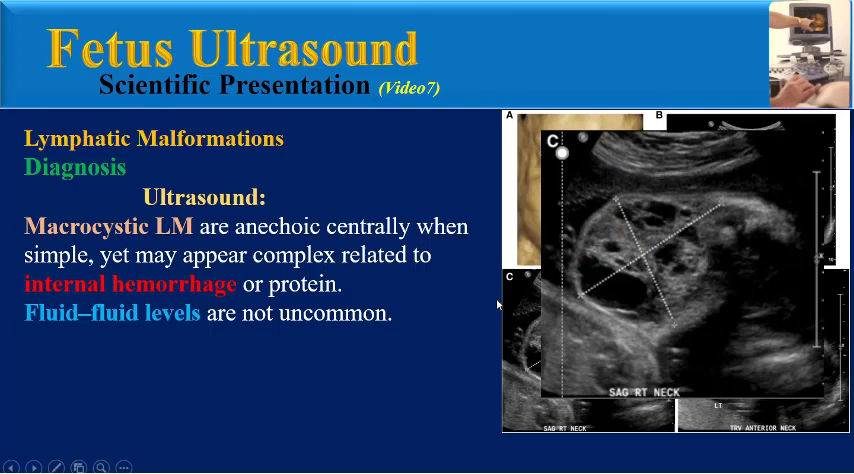 Fetus Ultrasound
Scientific Presentation (Video7)
Lymphatic Malformations
Diagnosis
Ultrasound:
Macrocystic LM are anechoic centrally when
simple, yet may appear complex related to
internal hemorrhage or protein.
Fluid–fluid levels are not uncommon.
A
B
C
SAG RT NECK
C
SAG RT NECK
LT
TRV ANTERIOR NECK